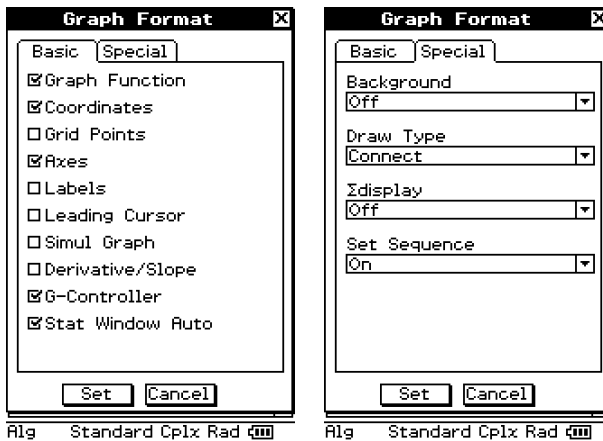 Graph Format
Basic Special
Graph Function
Coordinates
Grid Points
Axes
Labels
Leading Cursor
Simul Graph
Derivative/Slope
G-Controller
Stat Window Auto
Set Cancel
Alg Standard Cplx Rad
Graph Format
Basic Special
Background
Off
Draw Type
Connect
Σdisplay
Off
Set Sequence
On
Set Cancel
Alg Standard Cplx Rad